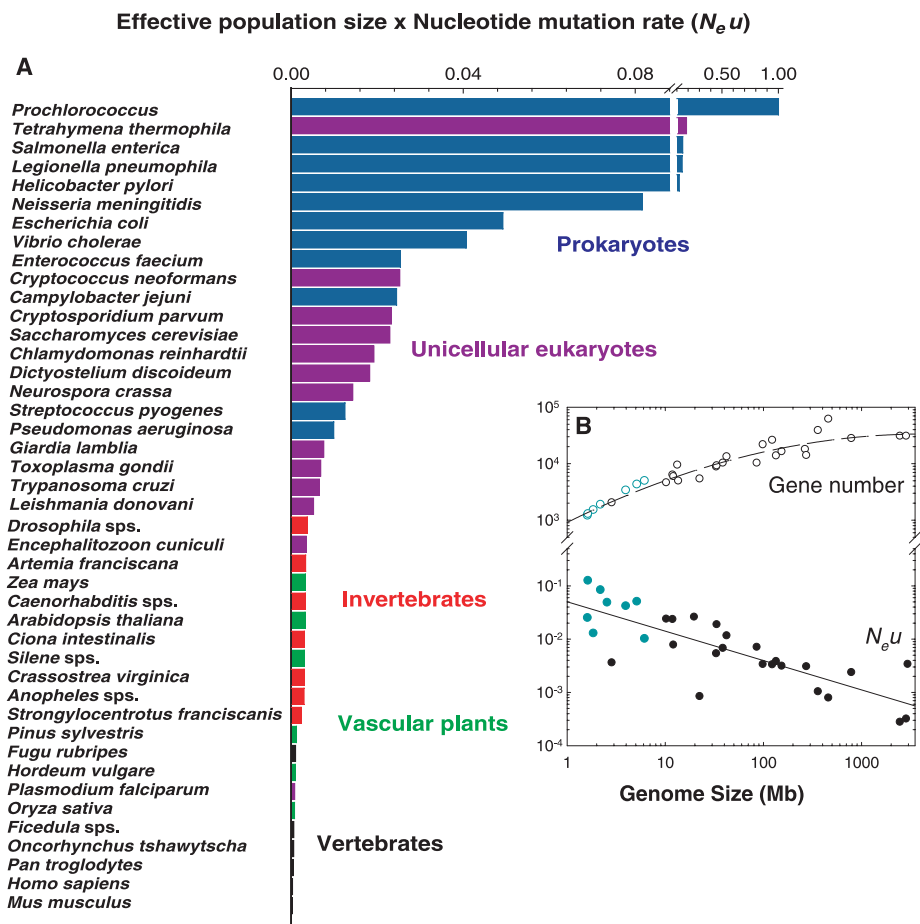 Effective population size x Nucleotide mutation rate (Nₑu)
A
0.00 0.04 0.08 0.50 1.00
Prochlorococcus
Tetrahymena thermophila
Salmonella enterica
Legionella pneumophila
Helicobacter pylori
Neisseria meningitidis
Escherichia coli
Vibrio cholerae
Prokaryotes
Enterococcus faecium
Cryptococcus neoformans
Campylobacter jejuni
Cryptosporidium parvum
Saccharomyces cerevisiae
Chlamydomonas reinhardtii
Unicellular eukaryotes
Dictyostelium discoideum
Neurospora crassa
Streptococcus pyogenes
Pseudomonas aeruginosa
Giardia lamblia
Toxoplasma gondii
Trypanosoma cruzi
Leishmania donovani
Drosophila sps.
Encephalitozoon cuniculi
Artemia franciscana
Zea mays
Caenorhabditis sps.
Invertebrates
Arabidopsis thaliana
Ciona intestinalis
Silene sps.
Crassostrea virginica
Anopheles sps.
Strongylocentrotus franciscanis
Vascular plants
Pinus sylvestris
Fugu rubripes
Hordeum vulgare
Plasmodium falciparum
Oryza sativa
Ficedula sps.
Oncorhynchus tshawytscha
Vertebrates
Pan troglodytes
Homo sapiens
Mus musculus
B
10⁵
10⁴
Gene number
10³
10⁻¹
Nₑu
10⁻²
10⁻³
10⁻⁴
1 10 100 1000
Genome Size (Mb)